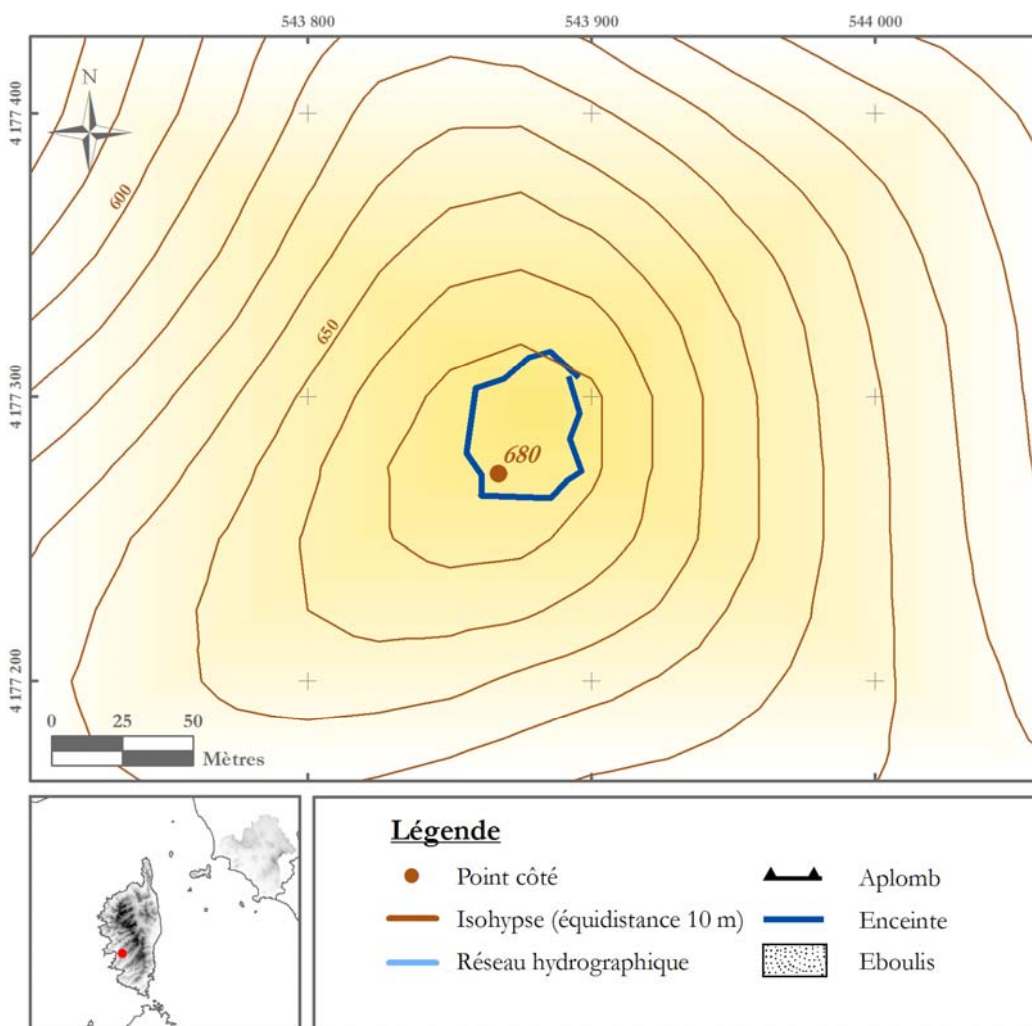 543 800 543 900 544 000
4 177 400
4 177 300
4 177 200
N
600
650
680
0 25 50
Mètres
Légende
Point côté
Isohypse (équidistance 10 m)
Réseau hydrographique
Aplomb
Enceinte
Eboulis